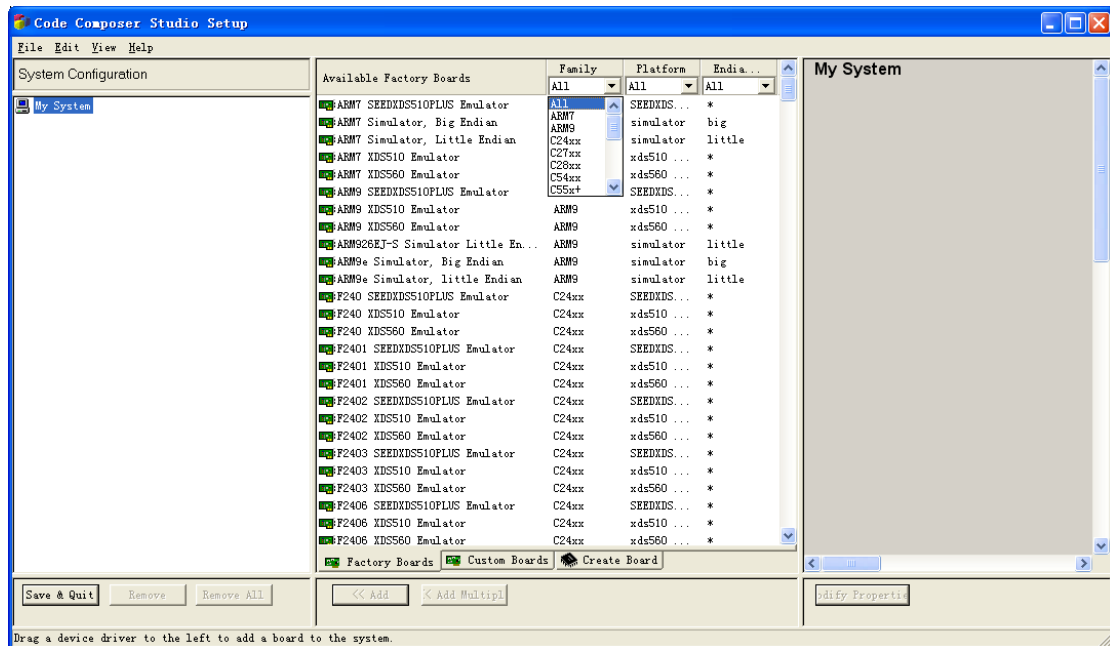 Code Composer Studio Setup
File Edit View Help
System Configuration
My System
Available Factory Boards Family Platform Endia...
All All All
ARM7 SEEDXDS510PLUS Emulator SEEDXDS... *
ARM7 Simulator, Big Endian simulator big
ARM7 Simulator, Little Endian simulator little
ARM7 XDS510 Emulator xds510 ... *
ARM7 XDS560 Emulator xds560 ... *
ARM9 SEEDXDS510PLUS Emulator SEEDXDS... *
All
ARM7
ARM9
C24xx
C27xx
C28xx
C54xx
C55x+
ARM9 XDS510 Emulator ARM9 xds510 ... *
ARM9 XDS560 Emulator ARM9 xds560 ... *
ARM926EJ-S Simulator Little En... ARM9 simulator little
ARM9e Simulator, Big Endian ARM9 simulator big
ARM9e Simulator, little Endian ARM9 simulator little
F240 SEEDXDS510PLUS Emulator C24xx SEEDXDS... *
F240 XDS510 Emulator C24xx xds510 ... *
F240 XDS560 Emulator C24xx xds560 ... *
F2401 SEEDXDS510PLUS Emulator C24xx SEEDXDS... *
F2401 XDS510 Emulator C24xx xds510 ... *
F2401 XDS560 Emulator C24xx xds560 ... *
F2402 SEEDXDS510PLUS Emulator C24xx SEEDXDS... *
F2402 XDS510 Emulator C24xx xds510 ... *
F2402 XDS560 Emulator C24xx xds560 ... *
F2403 SEEDXDS510PLUS Emulator C24xx SEEDXDS... *
F2403 XDS510 Emulator C24xx xds510 ... *
F2403 XDS560 Emulator C24xx xds560 ... *
F2406 SEEDXDS510PLUS Emulator C24xx SEEDXDS... *
F2406 XDS510 Emulator C24xx xds510 ... *
F2406 XDS560 Emulator C24xx xds560 ... *
Factory Boards Custom Boards Create Board
My System
Save & Quit Remove Remove All << Add < Add Multipl odify Propertie
Drag a device driver to the left to add a board to the system.